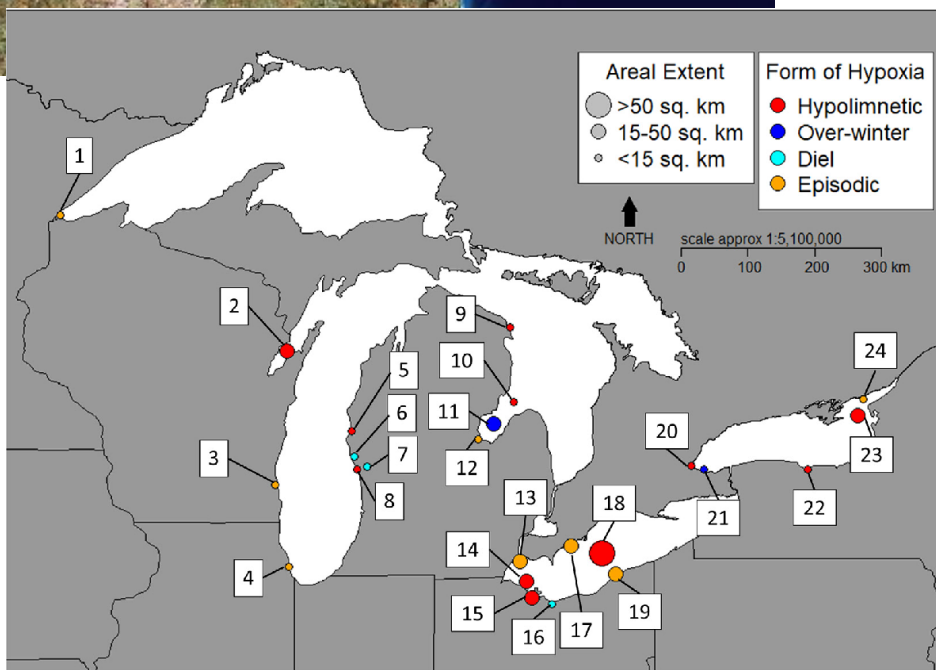 Areal Extent
>50 sq. km
15-50 sq. km
<15 sq. km
Form of Hypoxia
Hypolimnetic
Over-winter
Diel
Episodic
NORTH
scale approx 1:5,100,000
0 100 200 300 km
1
2
3
4
5
6
7
8
9
10
11
12
13
14
15
16
17
18
19
20
21
22
23
24